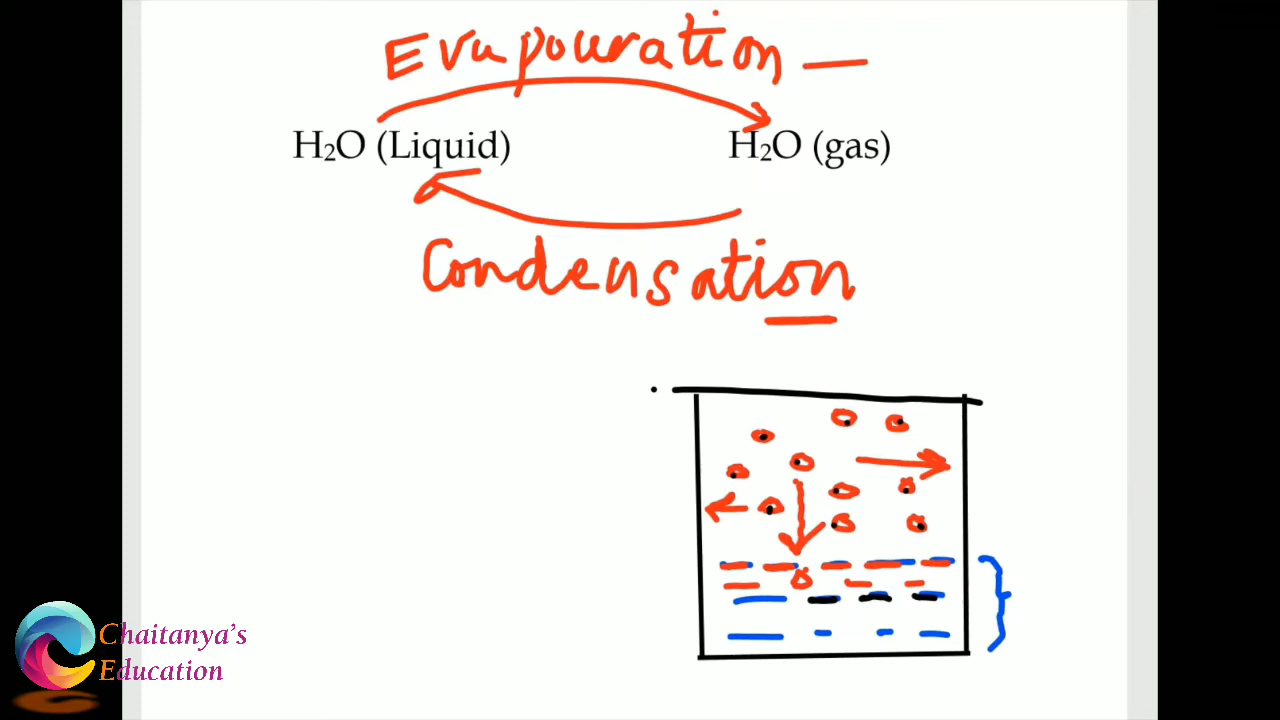 Evapouration —
H₂O (Liquid) H₂O (gas)
Condensation
Chaitanya's
Education